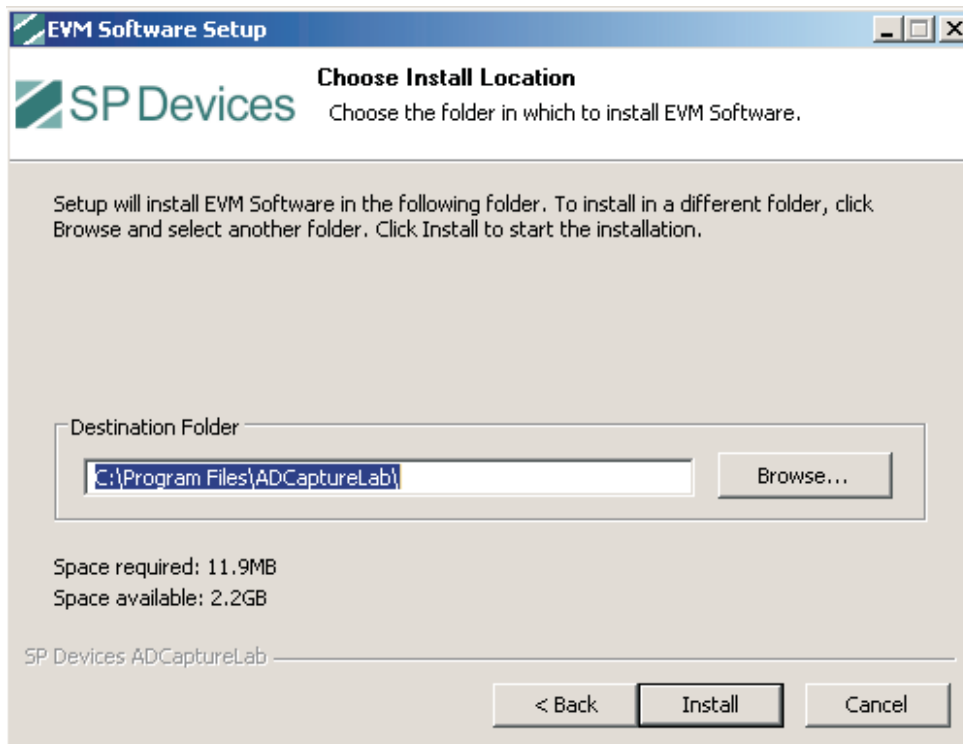 EVM Software Setup
SP Devices
Choose Install Location
Choose the folder in which to install EVM Software.
Setup will install EVM Software in the following folder. To install in a different folder, click
Browse and select another folder. Click Install to start the installation.
Destination Folder
C:\Program Files\ADCaptureLab\
Browse...
Space required: 11.9MB
Space available: 2.2GB
SP Devices ADCaptureLab
< Back
Install
Cancel